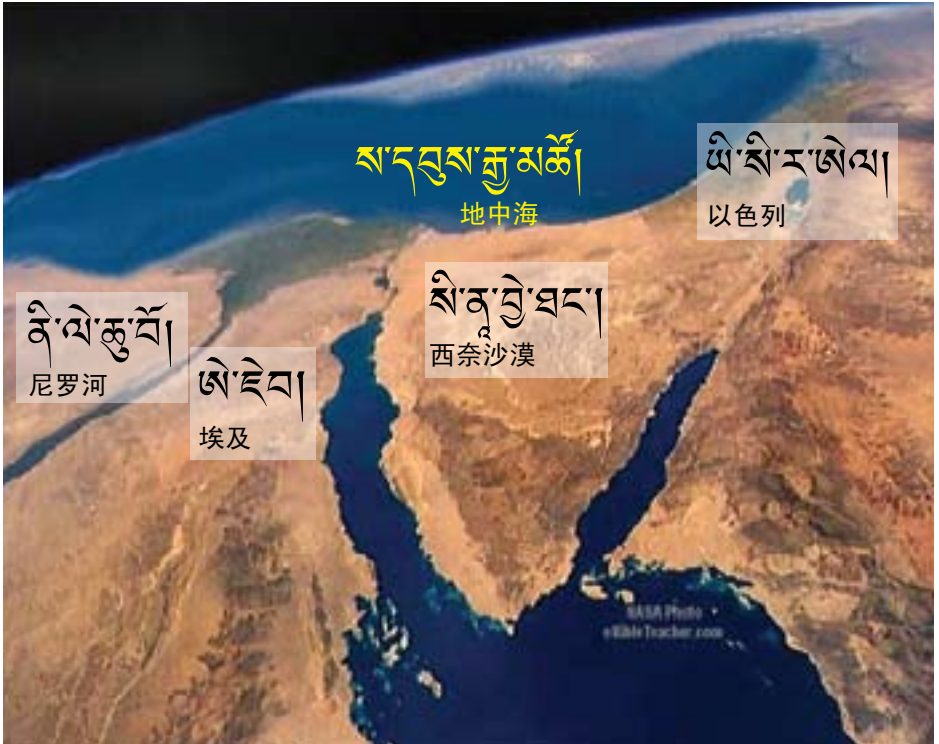 ས་དབུས་རྒྱ་མཚོ།
地中海
ཡི་སི་ར་ཨེལ།
以色列
སི་ནཱ་བྱེ་ཐང་།
西奈沙漠
ནི་ལེ་ཆུ་བོ།
尼罗河
ཨེ་ཇེབ།
埃及
NASA Photo
eBibleTeacher.com